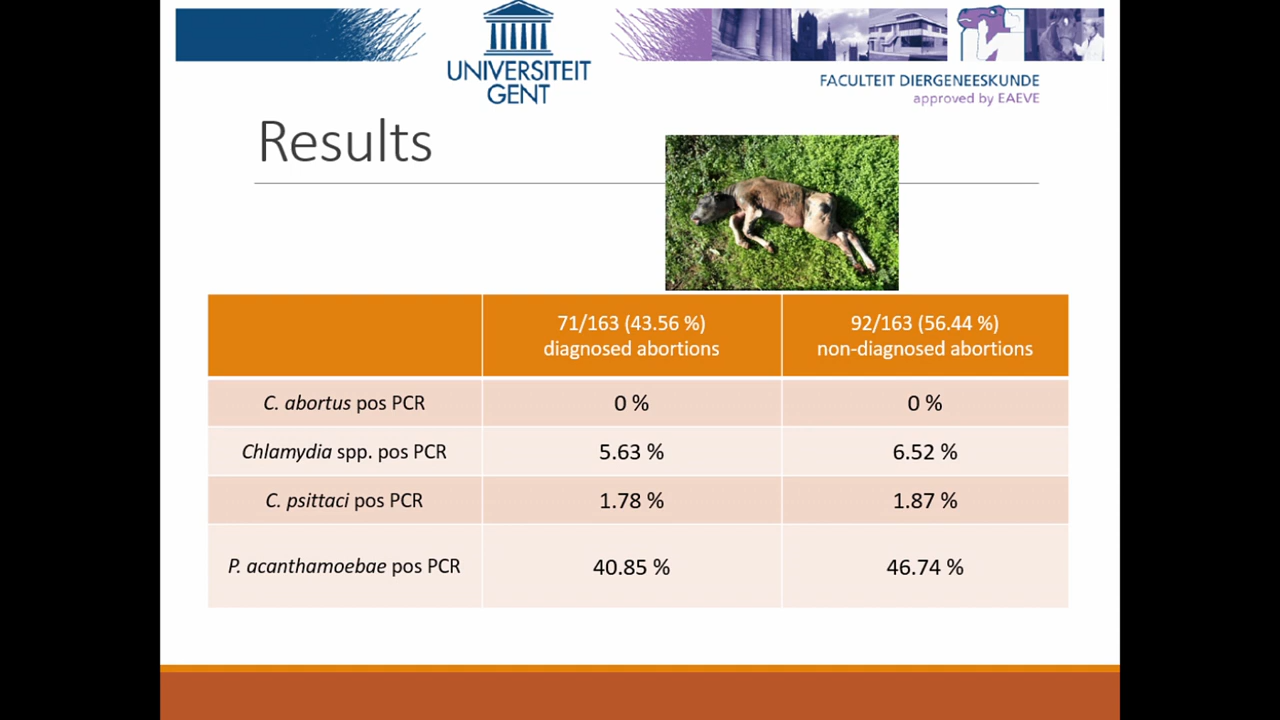 UNIVERSITEIT
GENT
FACULTEIT DIERGENEESKUNDE
approved by EAEVE
Results
71/163 (43.56 %)
diagnosed abortions
92/163 (56.44 %)
non-diagnosed abortions
C. abortus pos PCR
0 %
0 %
Chlamydia spp. pos PCR
5.63 %
6.52 %
C. psittaci pos PCR
1.78 %
1.87 %
P. acanthamoebae pos PCR
40.85 %
46.74 %